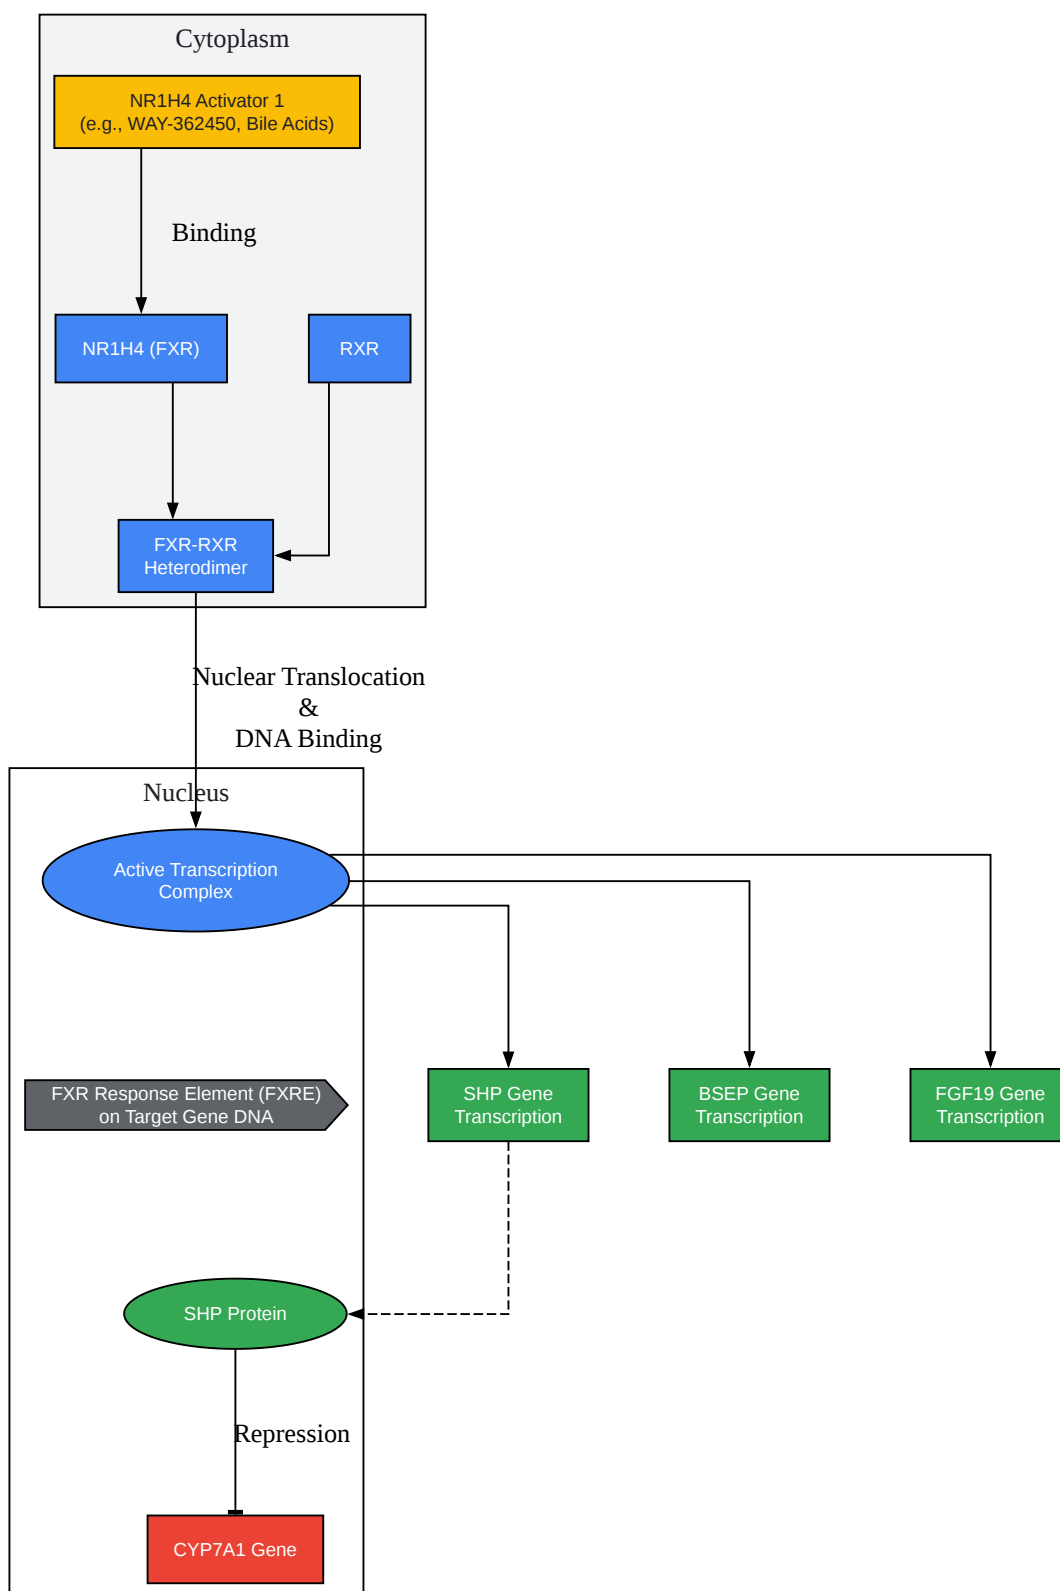 Cytoplasm
NR1H4 Activator 1
(e.g., WAY-362450, Bile Acids)
Binding
NR1H4 (FXR)
RXR
FXR-RXR
Heterodimer
Nuclear Translocation
&
DNA Binding
Nucleus
Active Transcription
Complex
FXR Response Element (FXRE)
on Target Gene DNA
SHP Gene
Transcription
BSEP Gene
Transcription
FGF19 Gene
Transcription
SHP Protein
Repression
CYP7A1 Gene